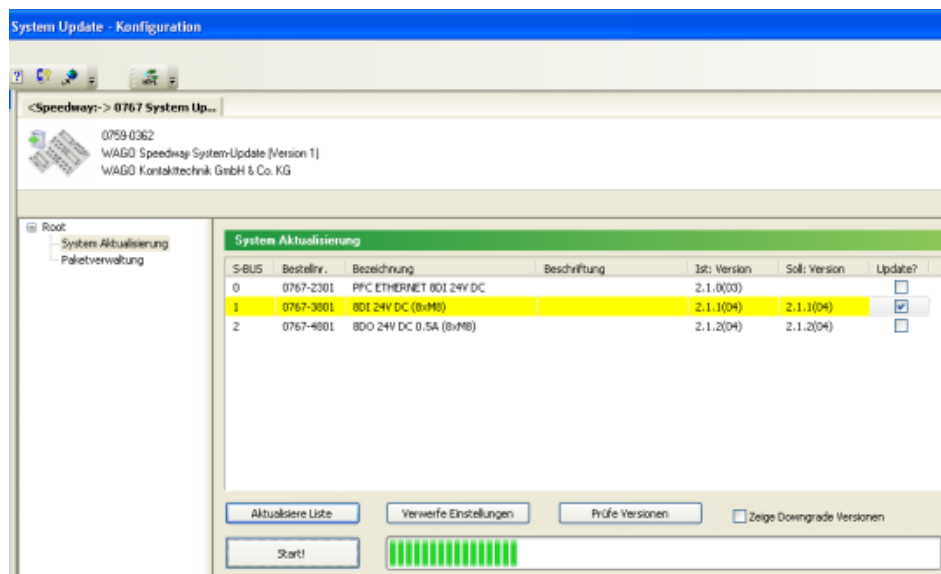 System Update - Konfiguration
<Speedway:-> 0767 System Up...
0759-0362
WAGO Speedway System-Update (Version 1)
WAGO Kontakttechnik GmbH & Co. KG
Root
System Aktualisierung
Paketverwaltung
System Aktualisierung
S-BUS Bestellnr. Bezeichnung Beschriftung Ist: Version Soll: Version Update?
0 0767-2301 PFC ETHERNET 8DI 24V DC 2.1.0(03)
1 0767-3801 8DI 24V DC (8xM8) 2.1.1(04) 2.1.1(04)
2 0767-4801 8DO 24V DC 0.5A (8xM8) 2.1.2(04) 2.1.2(04)
Aktualisiere Liste Verwerfe Einstellungen Prüfe Versionen Zeige Downgrade Versionen
Start!